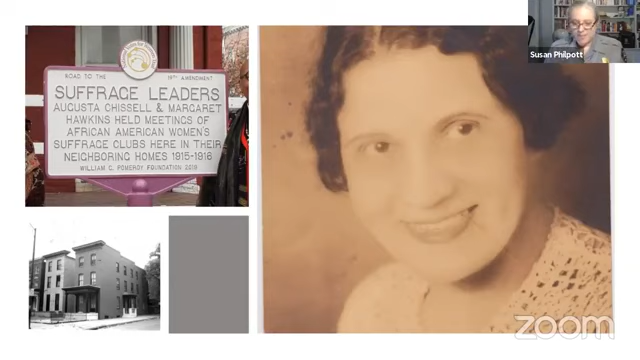 ROAD TO THE 19TH AMENDMENT
SUFFRAGE LEADERS
AUGUSTA CHISSELL & MARGARET
HAWKINS HELD MEETINGS OF
AFRICAN AMERICAN WOMEN'S
SUFFRAGE CLUBS HERE IN THEIR
NEIGHBORING HOMES 1915-1916
WILLIAM G. POMEROY FOUNDATION 2019
Susan Philpott
zoom